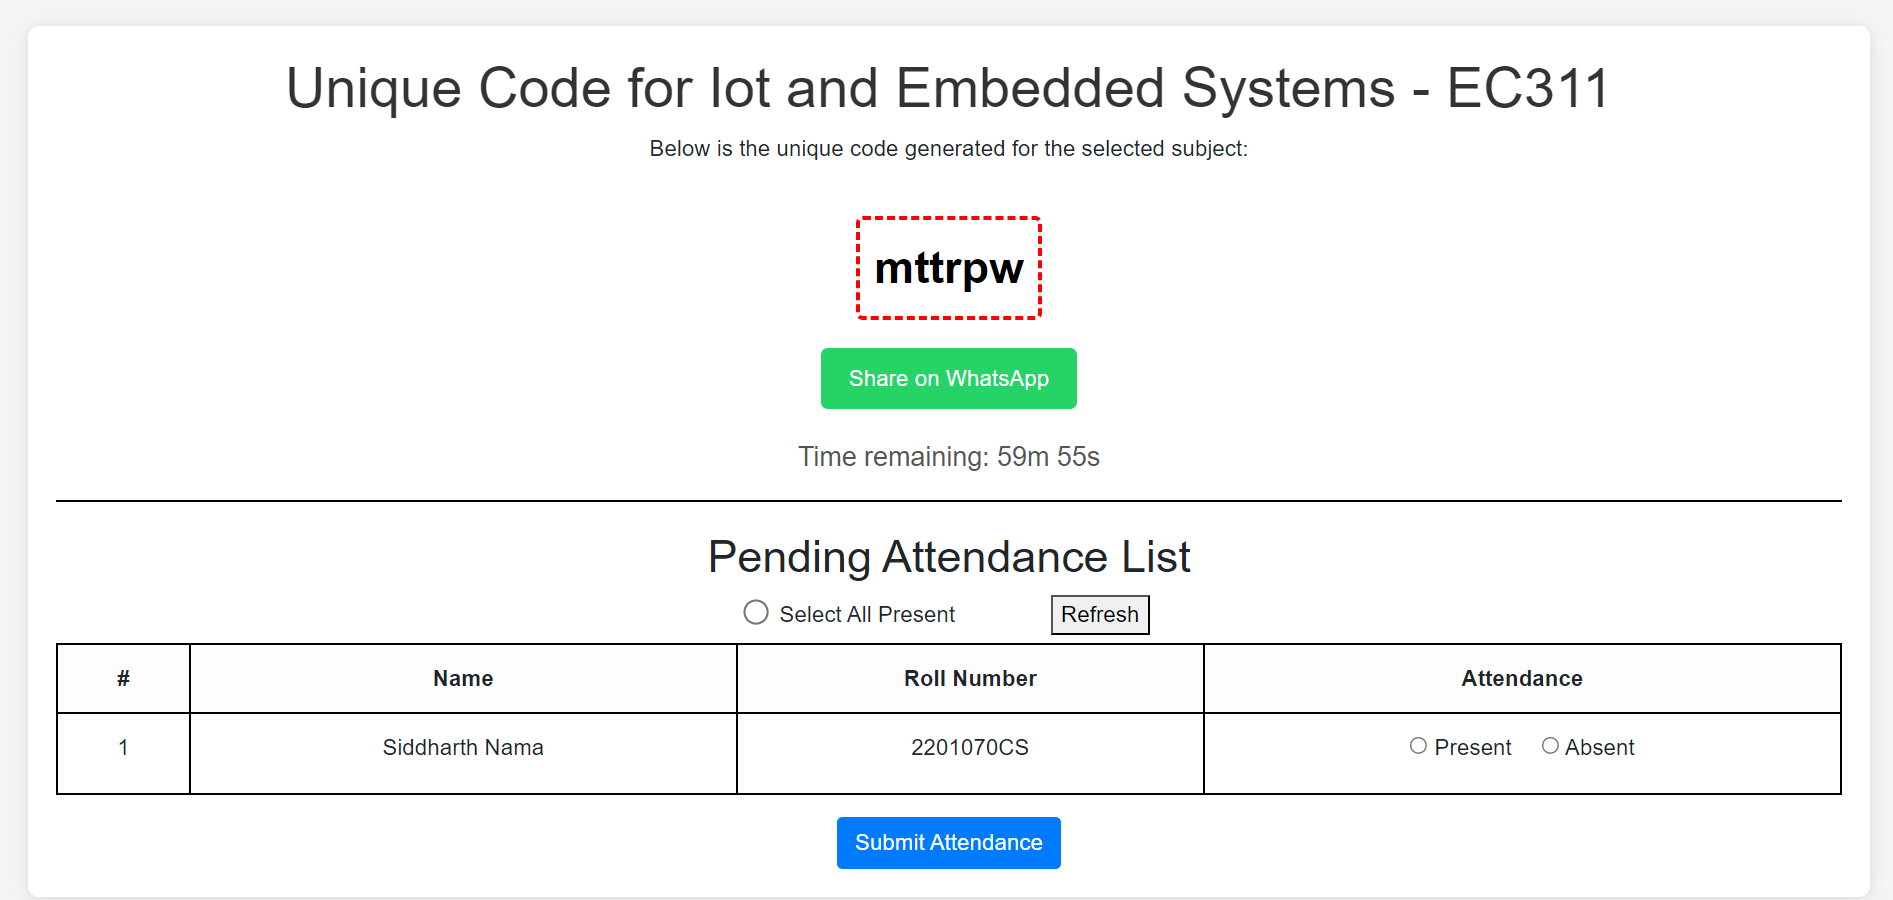 Unique Code for Iot and Embedded Systems - EC311
Below is the unique code generated for the selected subject:
mttrpw
Share on WhatsApp
Time remaining: 59m 55s
Pending Attendance List
Select All Present Refresh
# Name Roll Number Attendance
1 Siddharth Nama 2201070CS Present Absent
Submit Attendance